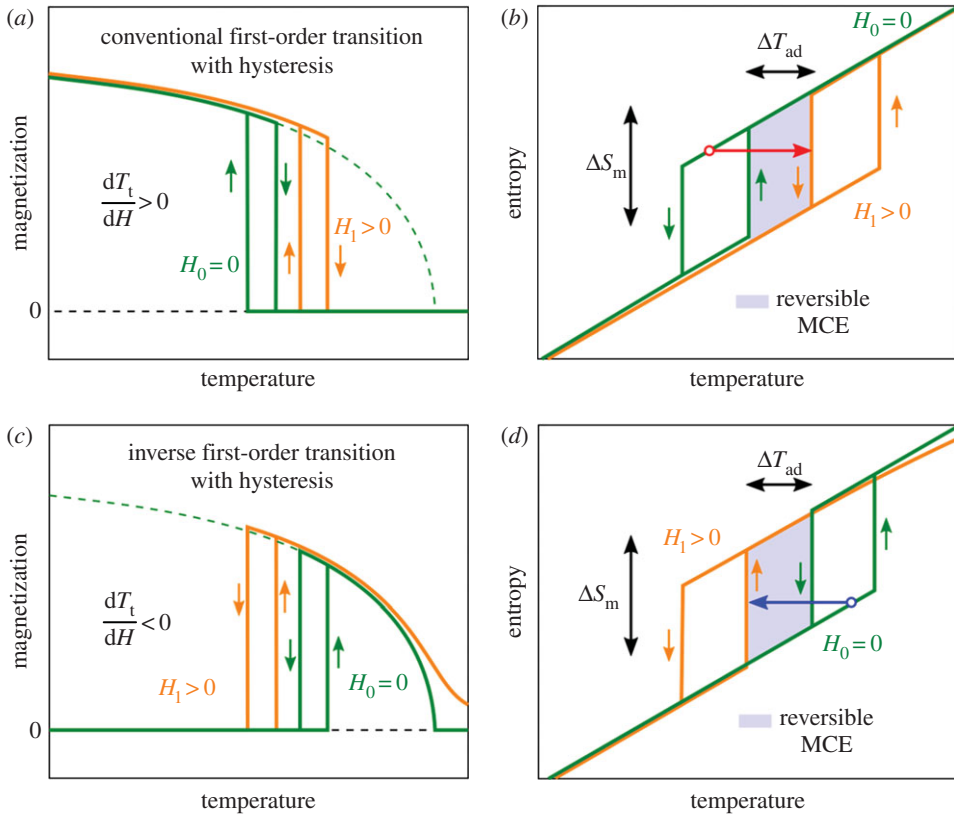 (a)
conventional first-order transition
with hysteresis
dT_t/dH > 0
H_1 > 0
H_0 = 0
magnetization
0
temperature
(b)
H_0 = 0
ΔT_ad
ΔS_m
entropy
H_1 > 0
reversible
MCE
temperature
(c)
inverse first-order transition
with hysteresis
dT_t/dH < 0
H_1 > 0
H_0 = 0
magnetization
0
temperature
(d)
ΔT_ad
H_1 > 0
ΔS_m
entropy
H_0 = 0
reversible
MCE
temperature